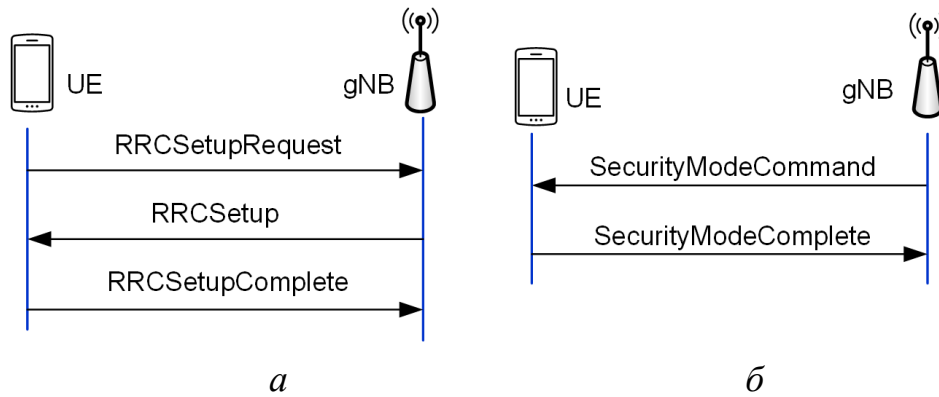 UE
gNB
RRCSetupRequest
RRCSetup
RRCSetupComplete
а
UE
gNB
SecurityModeCommand
SecurityModeComplete
б